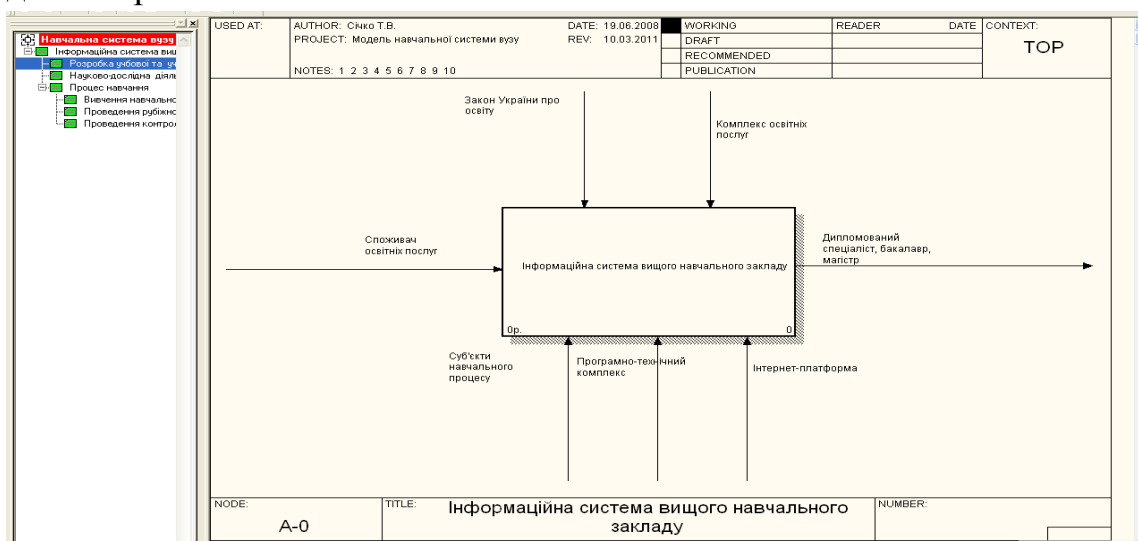 USED AT:
AUTHOR: Січко Т.В.
DATE: 19.06.2008
WORKING
READER
DATE
CONTEXT:
PROJECT: Модель навчальної системи вузу
REV: 10.03.2011
DRAFT
TOP
RECOMMENDED
NOTES: 1 2 3 4 5 6 7 8 9 10
PUBLICATION
Навчальна система вузу
Інформаційна система вищ
Розробка учбової та уч
Науково-дослідна діяль
Процес навчання
Вивчення навчально
Проведення рубіжно
Проведення контрол
Закон України про
освіту
Комплекс освітніх
послуг
Споживач
освітніх послуг
Інформаційна система вищого навчального закладу
0р.
0
Дипломований
спеціаліст, бакалавр,
магістр
Суб'єкти
навчального
процесу
Програмно-технічний
комплекс
Інтернет-платформа
NODE:
A-0
TITLE:
Інформаційна система вищого навчального
закладу
NUMBER: